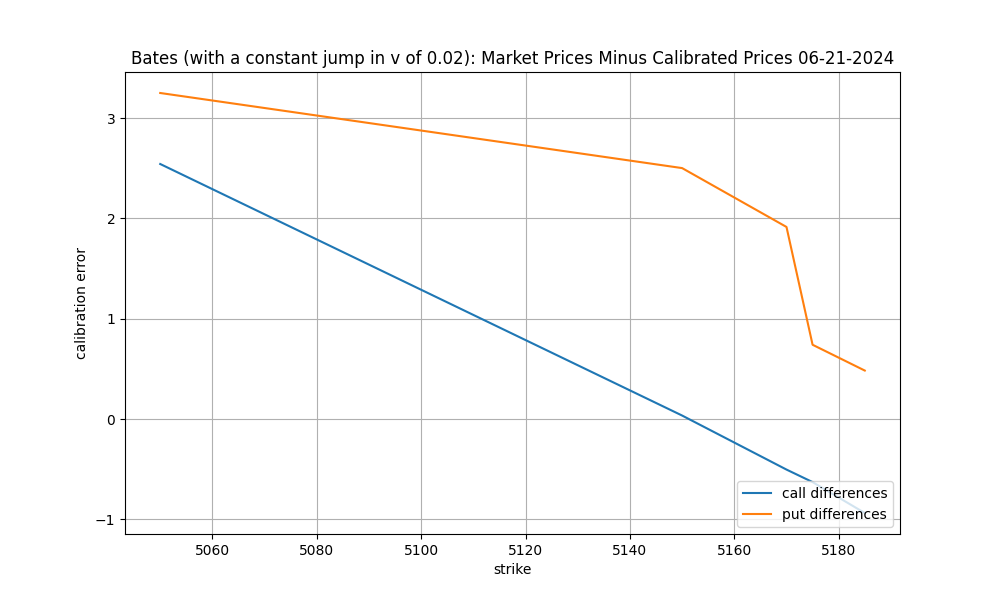 Bates (with a constant jump in v of 0.02): Market Prices Minus Calibrated Prices 06-21-2024
calibration error
3
2
1
0
−1
5060 5080 5100 5120 5140 5160 5180
strike
call differences
put differences